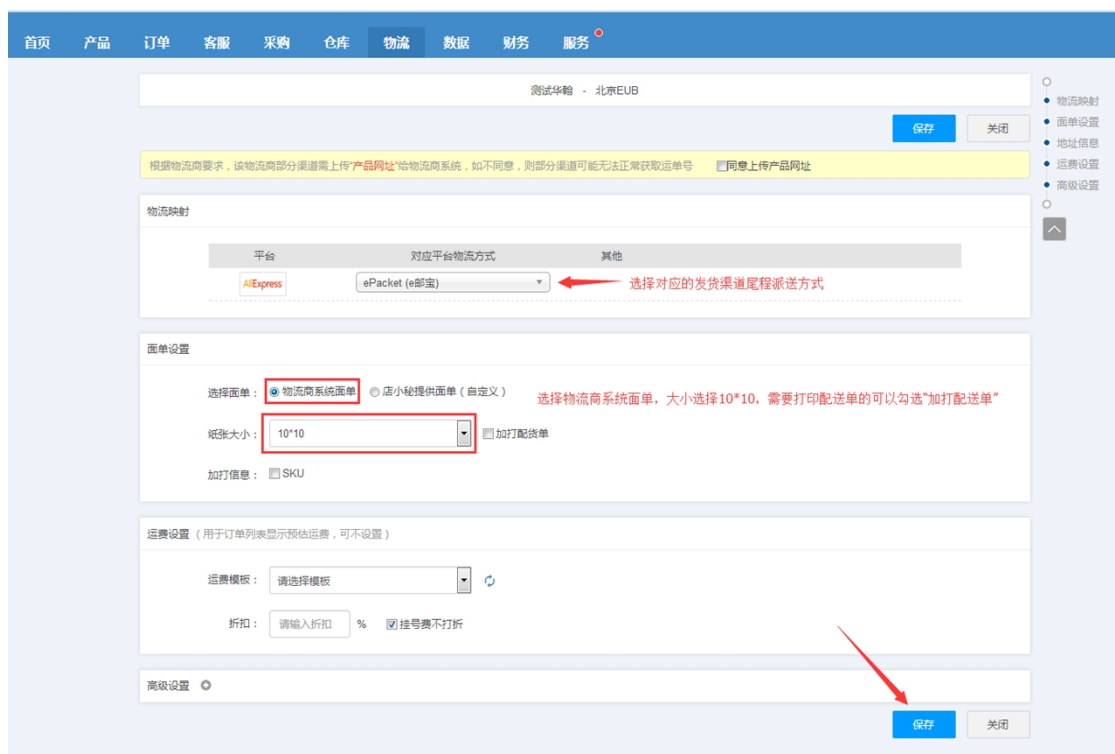 首页 产品 订单 客服 采购 仓库 物流 数据 财务 服务
测试华翰 - 北京EUB
保存 关闭
根据物流商要求，该物流商部分渠道需上传"产品网址"给物流商系统，如不同意，则部分渠道可能无法正常获取运单号 同意上传产品网址
物流映射
平台 对应平台物流方式 其他
AliExpress ePacket (e邮宝) 选择对应的发货渠道尾程派送方式
面单设置
选择面单： 物流商系统面单 店小秘提供面单（自定义）
选择物流商系统面单，大小选择10*10，需要打印配送单的可以勾选"加打配送单"
纸张大小： 10*10 加打配货单
加打信息： SKU
运费设置（用于订单列表显示预估运费，可不设置）
运费模板： 请选择模板
折扣： 请输入折扣 % 挂号费不打折
高级设置
保存 关闭
物流映射
面单设置
地址信息
运费设置
高级设置